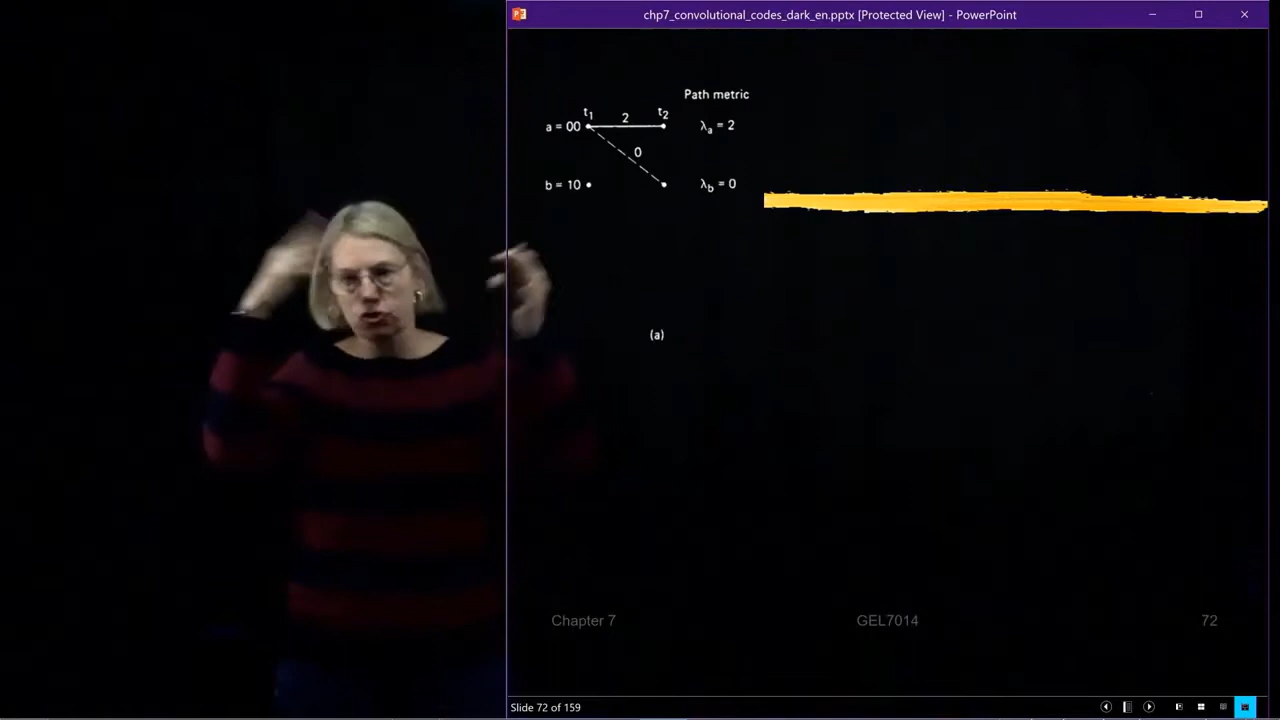 chp7_convolutional_codes_dark_en.pptx [Protected View] - PowerPoint
Path metric
t1 2 t2
a = 00 λa = 2
0
b = 10 λb = 0
(a)
Chapter 7 GEL7014 72
Slide 72 of 159